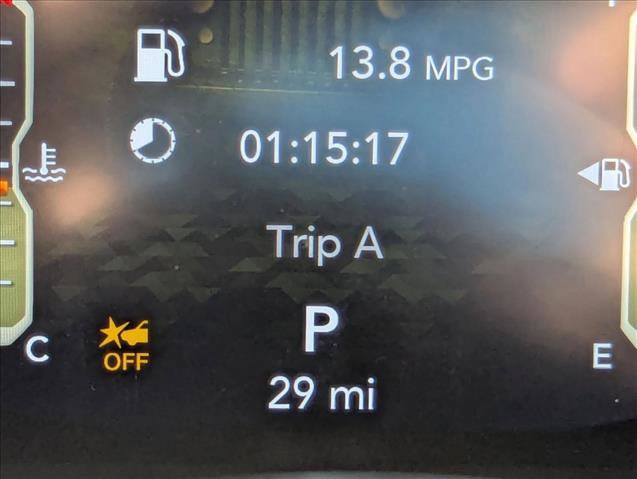 13.8 MPG
01:15:17
Trip A
P
C
OFF
E
29 mi